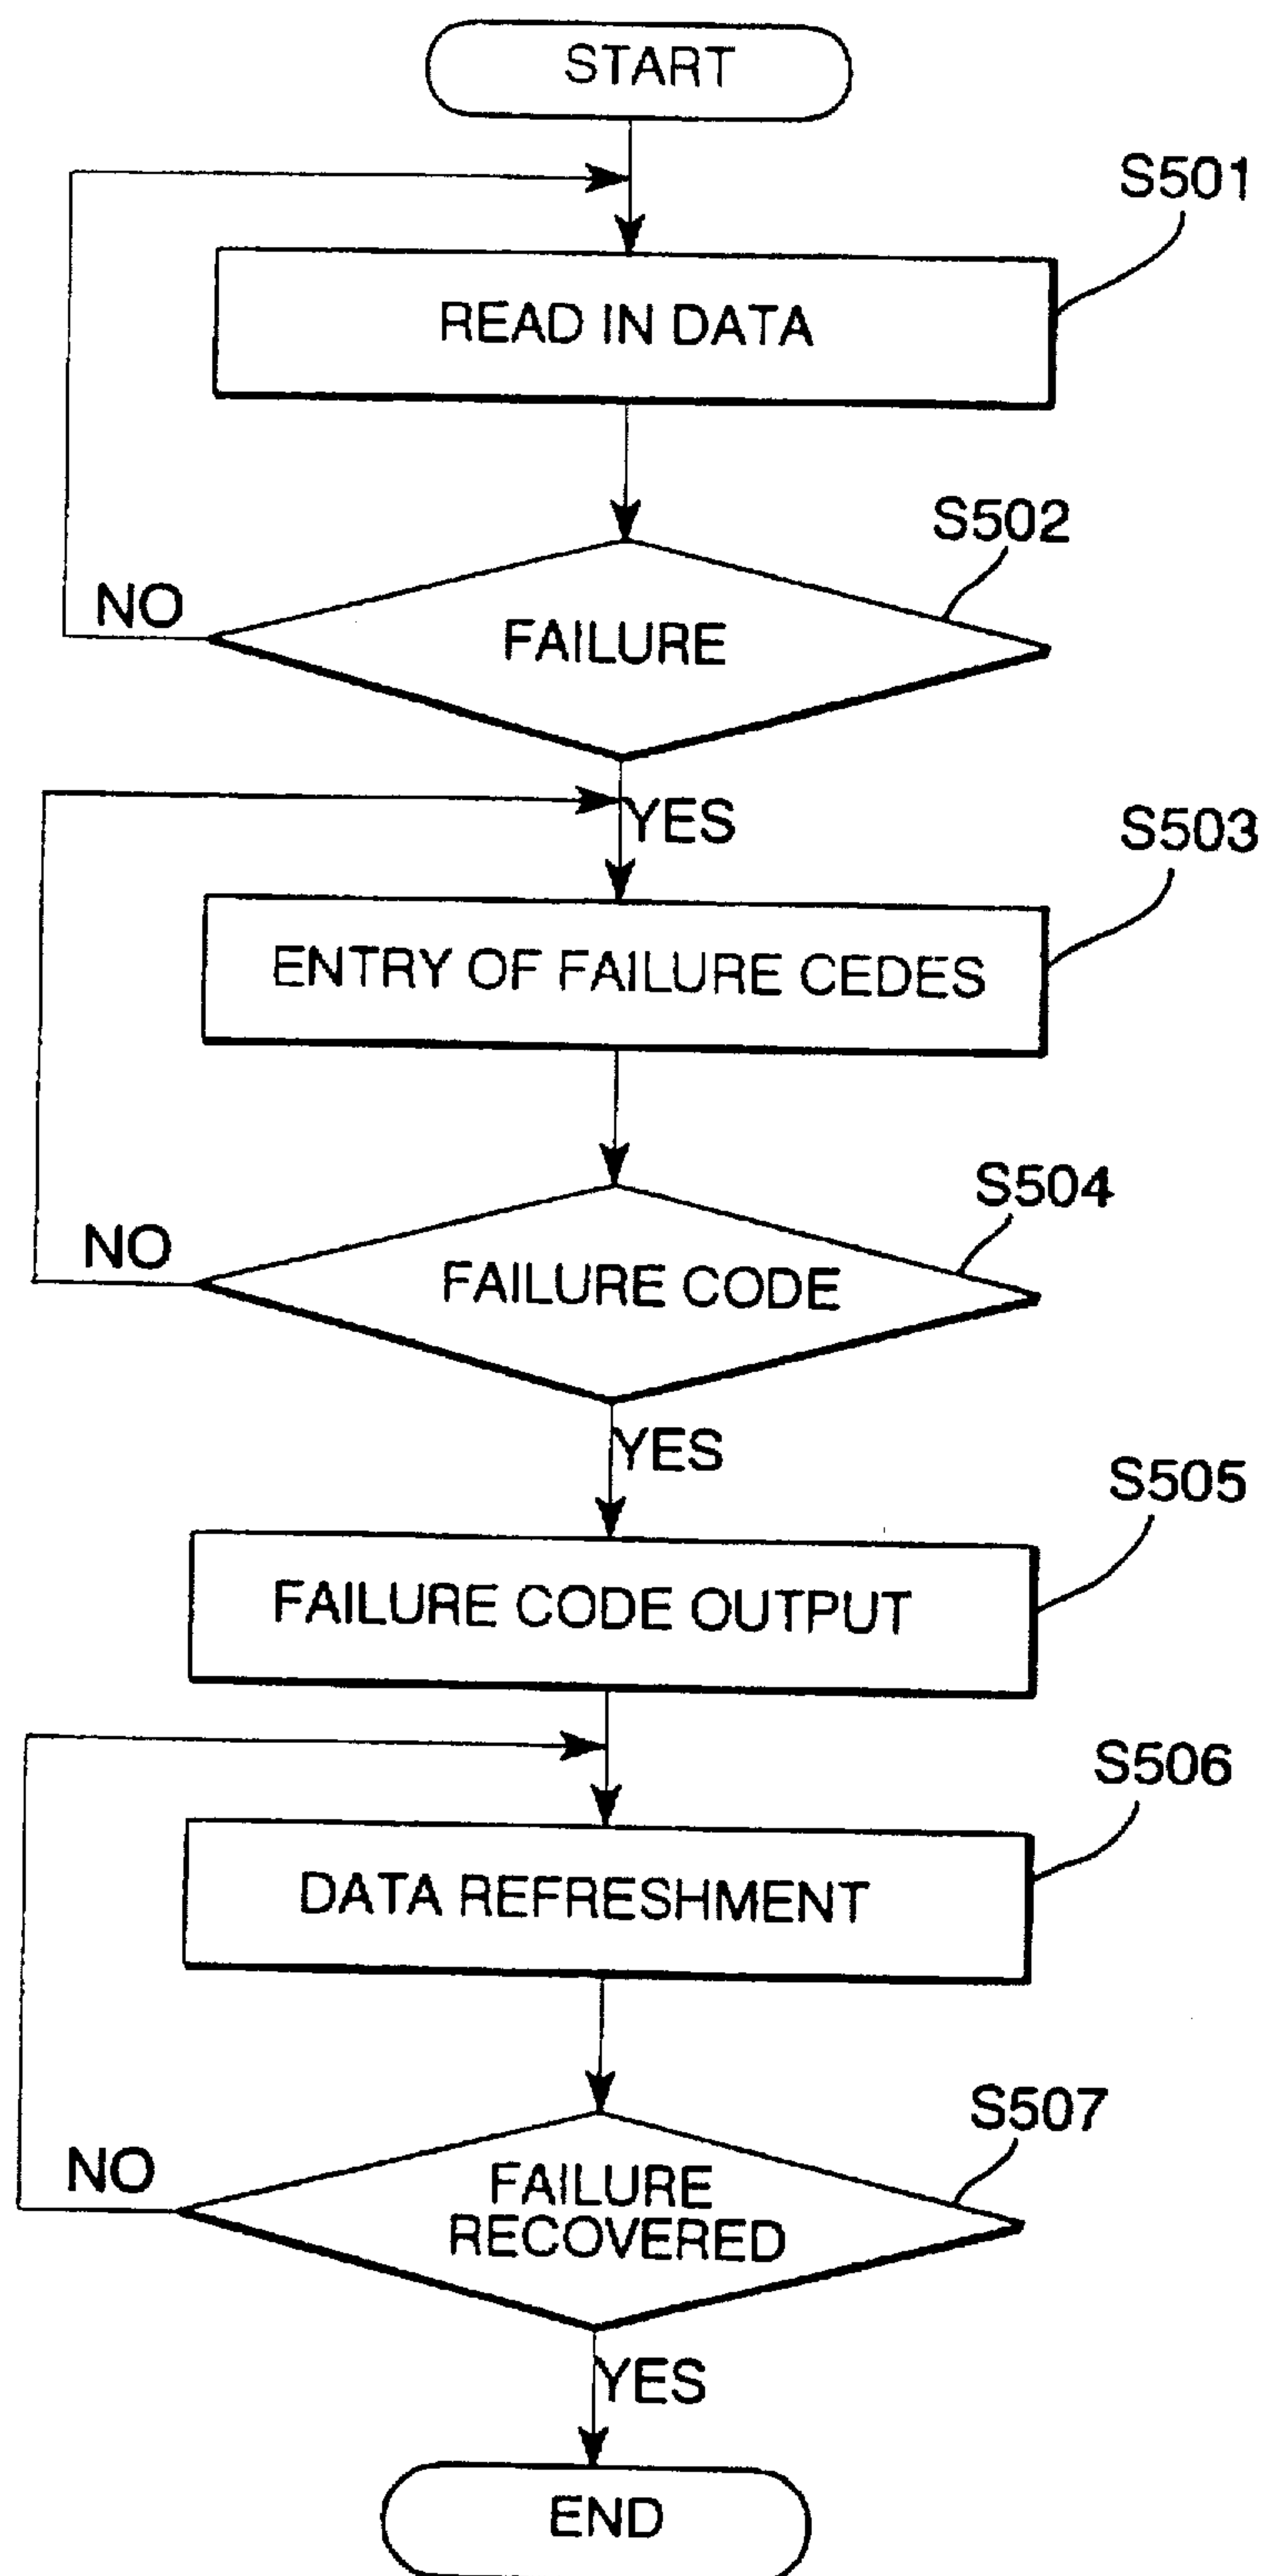 START
S501
READ IN DATA
S502
NO
FAILURE
YES
S503
ENTRY OF FAILURE CEDES
S504
NO
FAILURE CODE
YES
S505
FAILURE CODE OUTPUT
S506
DATA REFRESHMENT
S507
NO
FAILURE
RECOVERED
YES
END